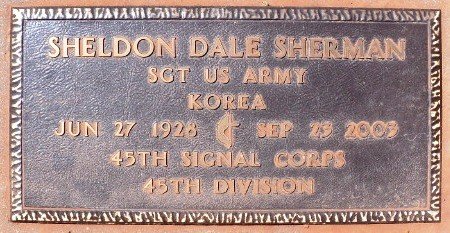 SHELDON DALE SHERMAN
SGT US ARMY
KOREA
JUN 27 1928 SEP 23 2003
45TH SIGNAL CORPS
45TH DIVISION